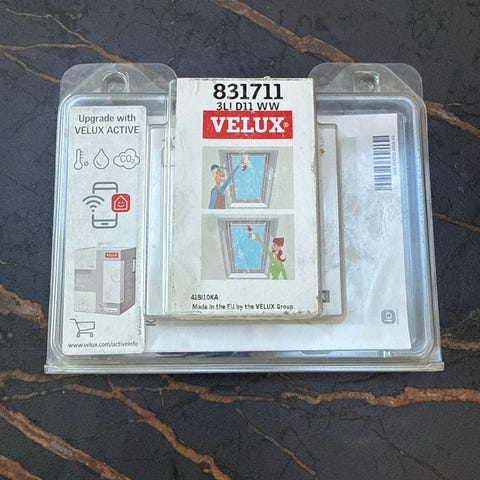 Upgrade with
VELUX ACTIVE
CO2
VELUX
www.velux.com/activeinfo
831711
3LI D11 WW
VELUX®
Made in the EU by the VELUX Group